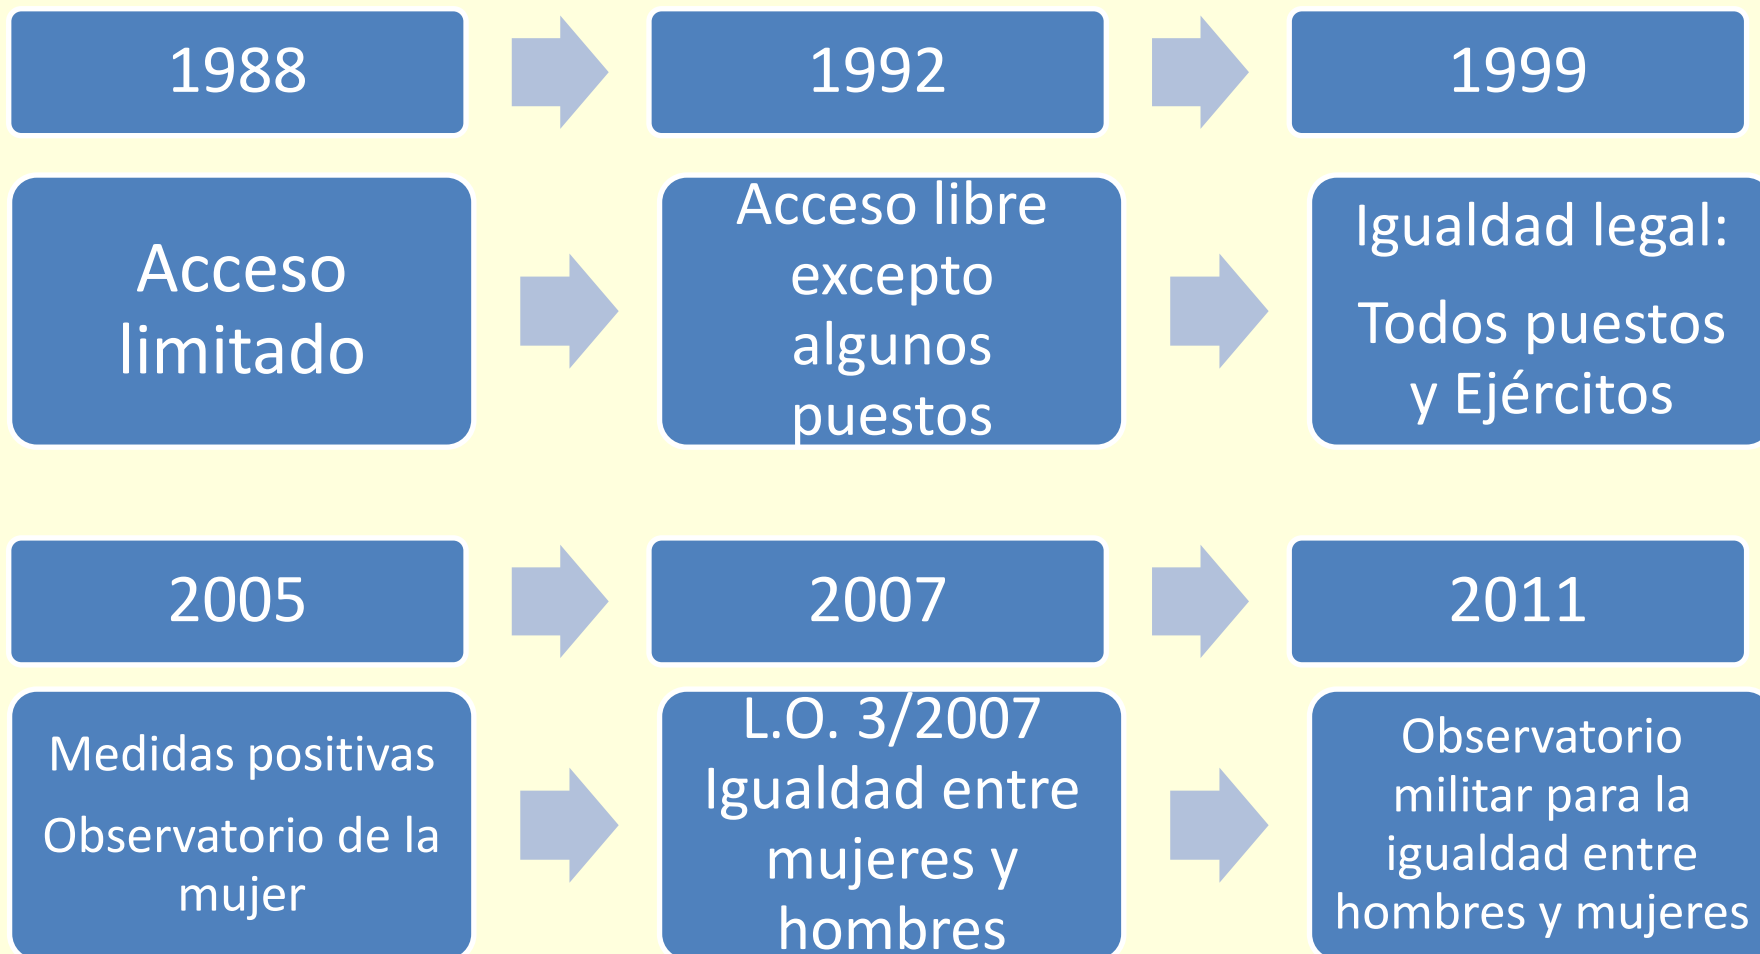 1988
1992
1999
Acceso
limitado
Acceso libre
excepto
algunos
puestos
Igualdad legal:
Todos puestos
y Ejércitos
2005
2007
2011
Medidas positivas
Observatorio de la
mujer
L.O. 3/2007
Igualdad entre
mujeres y
hombres
Observatorio
militar para la
igualdad entre
hombres y mujeres